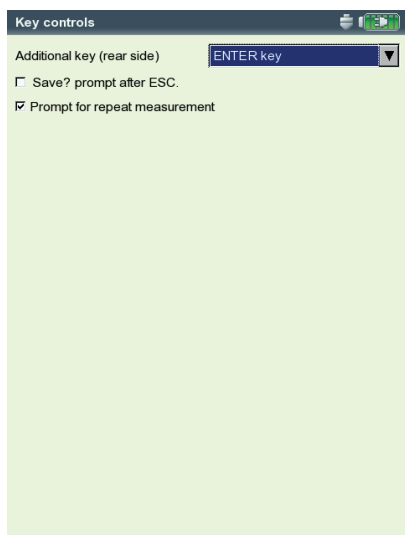 Key controls
Additional key (rear side) ENTER key
Save? prompt after ESC.
Prompt for repeat measurement